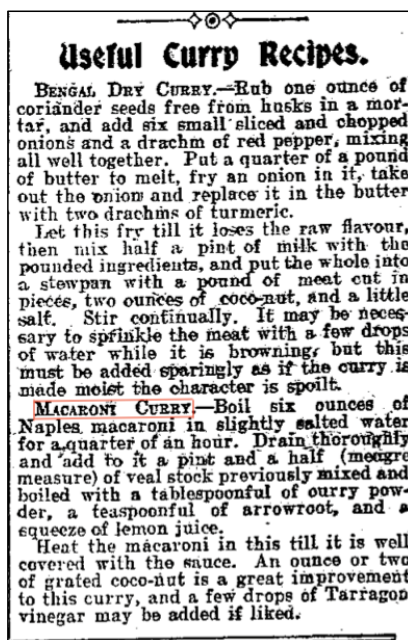 Useful Curry Recipes.
BENGAL DRY CURRY.—Rub one ounce of
coriander seeds free from husks in a mor-
tar, and add six small sliced and chopped
onions and a drachm of red pepper, mixing
all well together. Put a quarter of a pound
of butter to melt, fry an onion in it, take
out the onion and replace it in the butter
with two drachms of turmeric.
Let this fry till it loses the raw flavour,
then mix half a pint of milk with the
pounded ingredients, and put the whole into
a stewpan with a pound of meat cut in
pieces, two ounces of coco-nut, and a little
salt. Stir continually. It may be neces-
sary to sprinkle the meat with a few drops
of water while it is browning, but this
must be added sparingly as if the curry is
made moist the character is spoilt.
MACARONI CURRY.—Boil six ounces of
Naples macaroni in slightly salted water
for a quarter of an hour. Drain thoroughly
and add to it a pint and a half (meagre
measure) of veal stock previously mixed and
boiled with a tablespoonful of curry pow-
der, a teaspoonful of arrowroot, and a
squeeze of lemon juice.
Heat the macaroni in this till it is well
covered with the sauce. An ounce or two
of grated coco-nut is a great improvement
to this curry, and a few drops of Tarragon
vinegar may be added if liked.